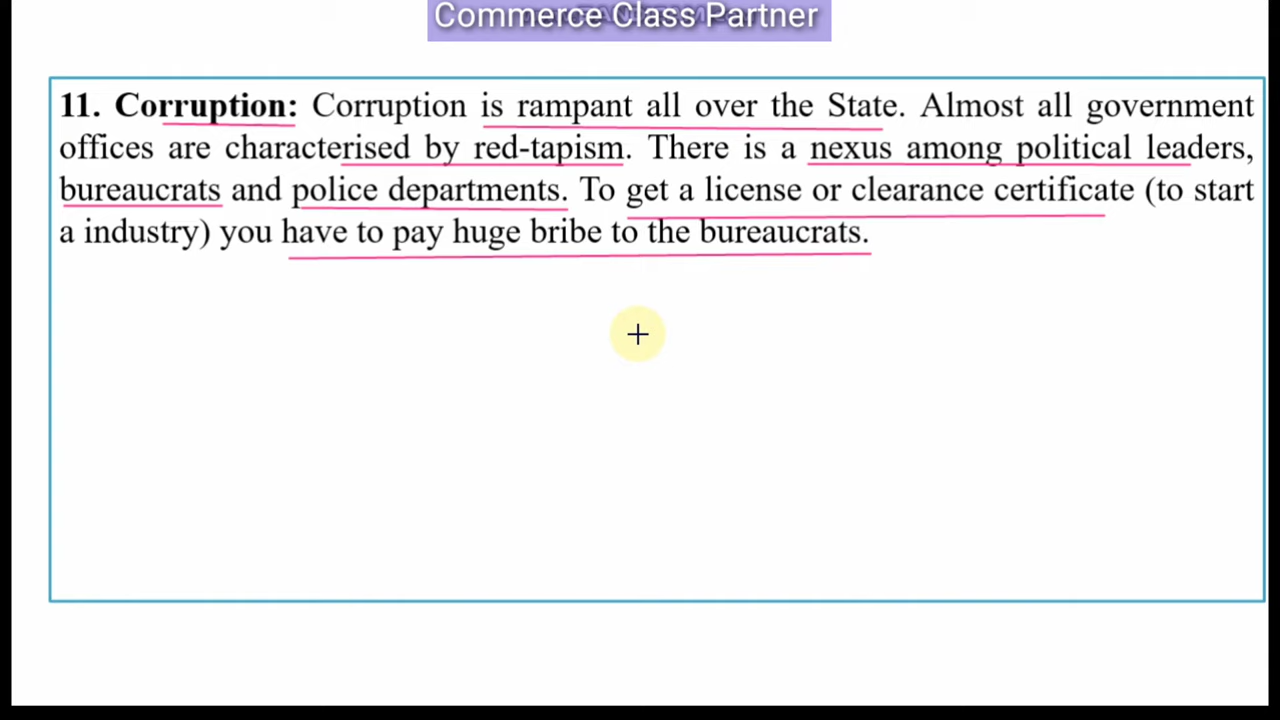 Commerce Class Partner
11. Corruption: Corruption is rampant all over the State. Almost all government
offices are characterised by red-tapism. There is a nexus among political leaders,
bureaucrats and police departments. To get a license or clearance certificate (to start
a industry) you have to pay huge bribe to the bureaucrats.